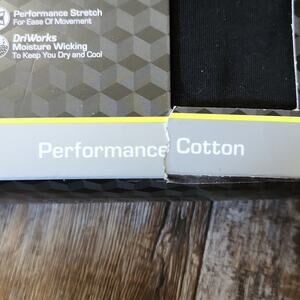 Performance Stretch
For Ease Of Movement
DriWorks
Moisture Wicking
To Keep You Dry and Cool
Performance Cotton